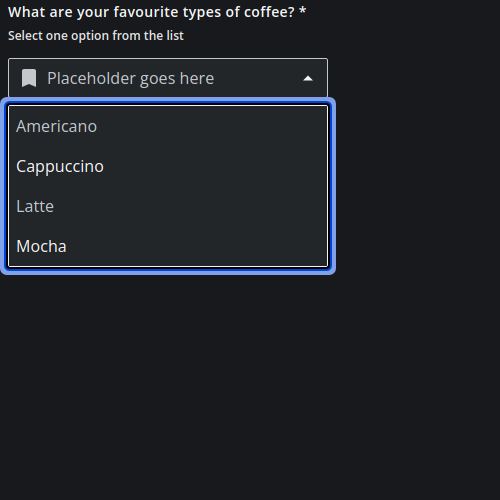 What are your favourite types of coffee? *
Select one option from the list
Placeholder goes here
Americano
Cappuccino
Latte
Mocha